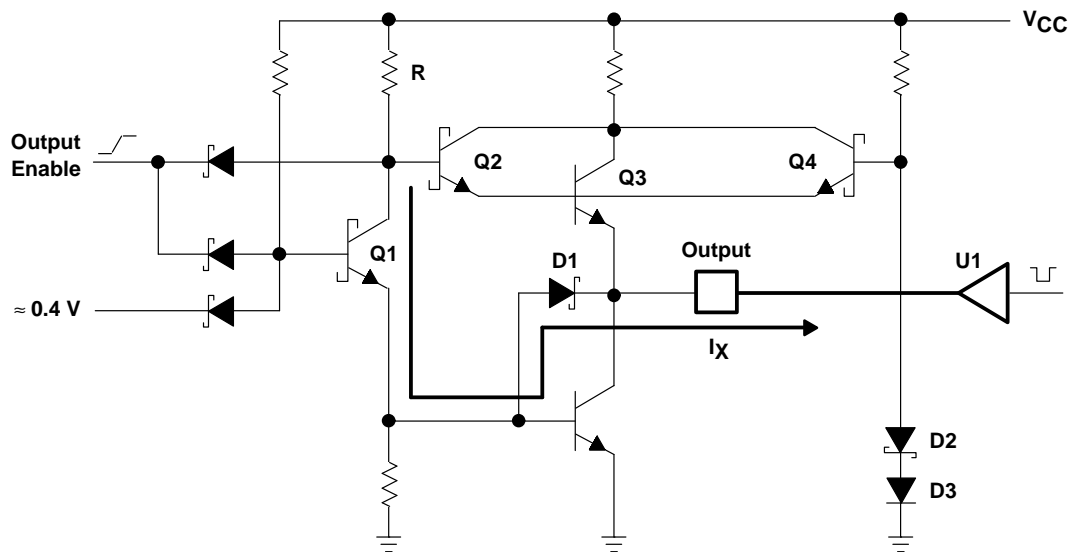 VCC
R
Output
Enable
Q2
Q3
Q4
Q1
D1
Output
U1
≈ 0.4 V
IX
D2
D3